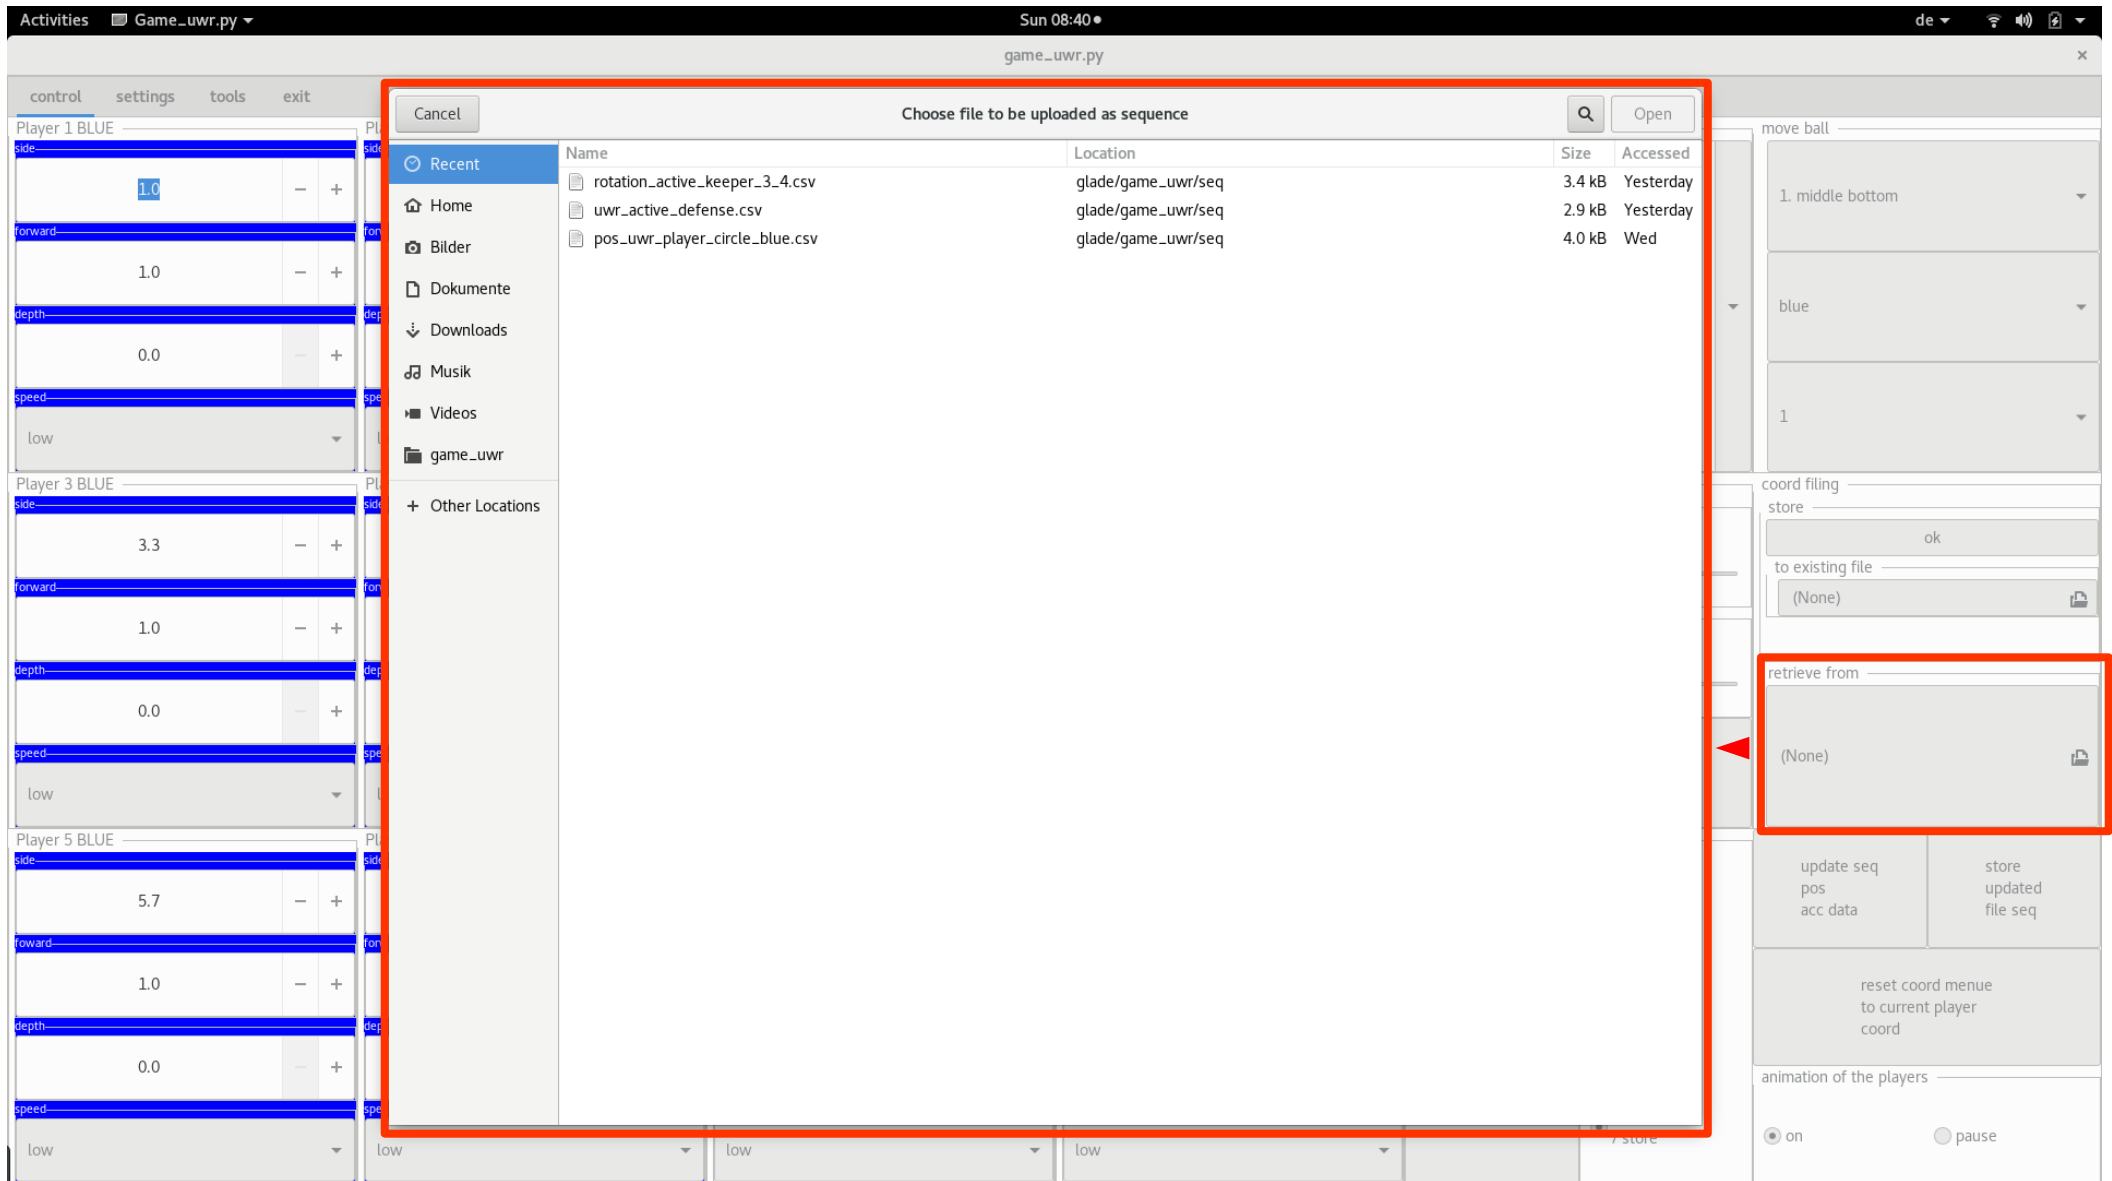 Activities Game_uwr.py Sun 08:40 de
game_uwr.py
control settings tools exit
Cancel Choose file to be uploaded as sequence Open
Recent
Home
Bilder
Dokumente
Downloads
Musik
Videos
game_uwr
+ Other Locations
Name Location Size Accessed
rotation_active_keeper_3_4.csv glade/game_uwr/seq 3.4 kB Yesterday
uwr_active_defense.csv glade/game_uwr/seq 2.9 kB Yesterday
pos_uwr_player_circle_blue.csv glade/game_uwr/seq 4.0 kB Wed
Player 1 BLUE
side
1.0 - +
forward
1.0 - +
depth
0.0 - +
speed
low
Player 3 BLUE
side
3.3 - +
forward
1.0 - +
depth
0.0 - +
speed
low
Player 5 BLUE
side
5.7 - +
foward
1.0 - +
depth
0.0 - +
speed
low
low
low
low
/ store
move ball
1. middle bottom
blue
1
coord filing
store
ok
to existing file
(None)
retrieve from
(None)
update seq
pos
acc data
store
updated
file seq
reset coord menue
to current player
coord
animation of the players
on pause